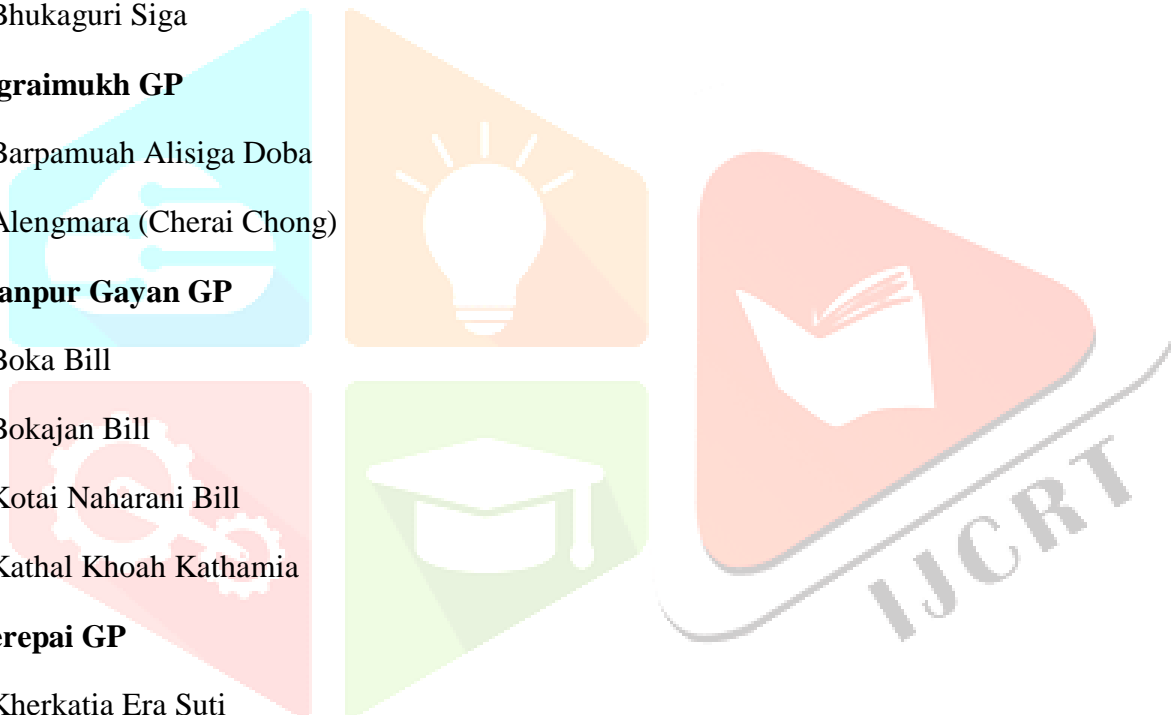 Bhukaguri Siga
graimukh GP
Barpamuah Alisiga Doba
Alengmara (Cherai Chong)
anpur Gayan GP
Boka Bill
Bokajan Bill
Kotai Naharani Bill
Kathal Khoah Kathamia
erepai GP
Kherkatia Era Suti
IJCRT